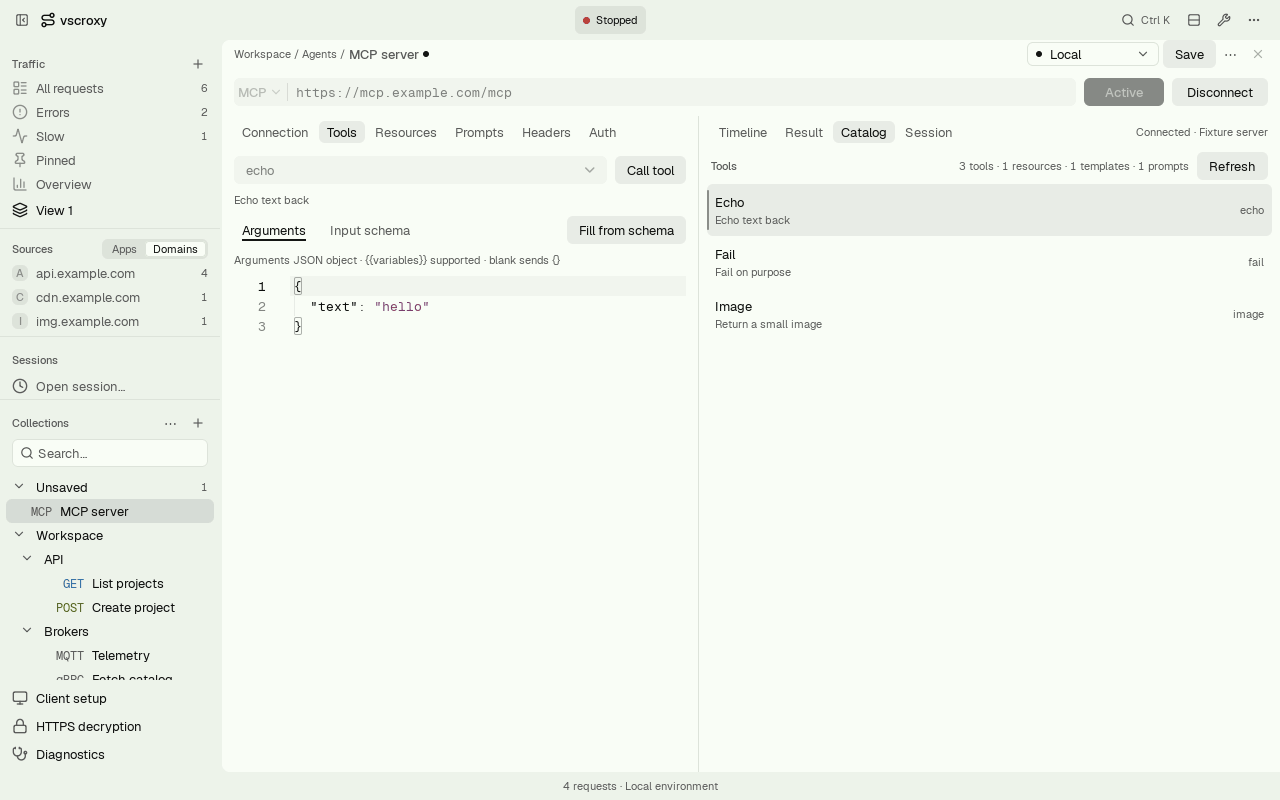 vscroxy
Stopped
Ctrl K
Traffic
All requests 6
Errors 2
Slow 1
Pinned
Overview
View 1
Sources Apps Domains
A api.example.com 4
C cdn.example.com 1
I img.example.com 1
Sessions
Open session…
Collections
Search…
Unsaved 1
MCP MCP server
Workspace
API
GET List projects
POST Create project
Brokers
MQTT Telemetry
gRPC Fetch catalog
Client setup
HTTPS decryption
Diagnostics
Workspace / Agents / MCP server
Local
Save
MCP https://mcp.example.com/mcp
Active
Disconnect
Connection Tools Resources Prompts Headers Auth
echo
Call tool
Echo text back
Arguments Input schema
Fill from schema
Arguments JSON object · {{variables}} supported · blank sends {}
1 {
2 "text": "hello"
3 }
Timeline Result Catalog Session
Connected · Fixture server
Tools
3 tools · 1 resources · 1 templates · 1 prompts
Refresh
Echo
Echo text back
echo
Fail
Fail on purpose
fail
Image
Return a small image
image
4 requests · Local environment